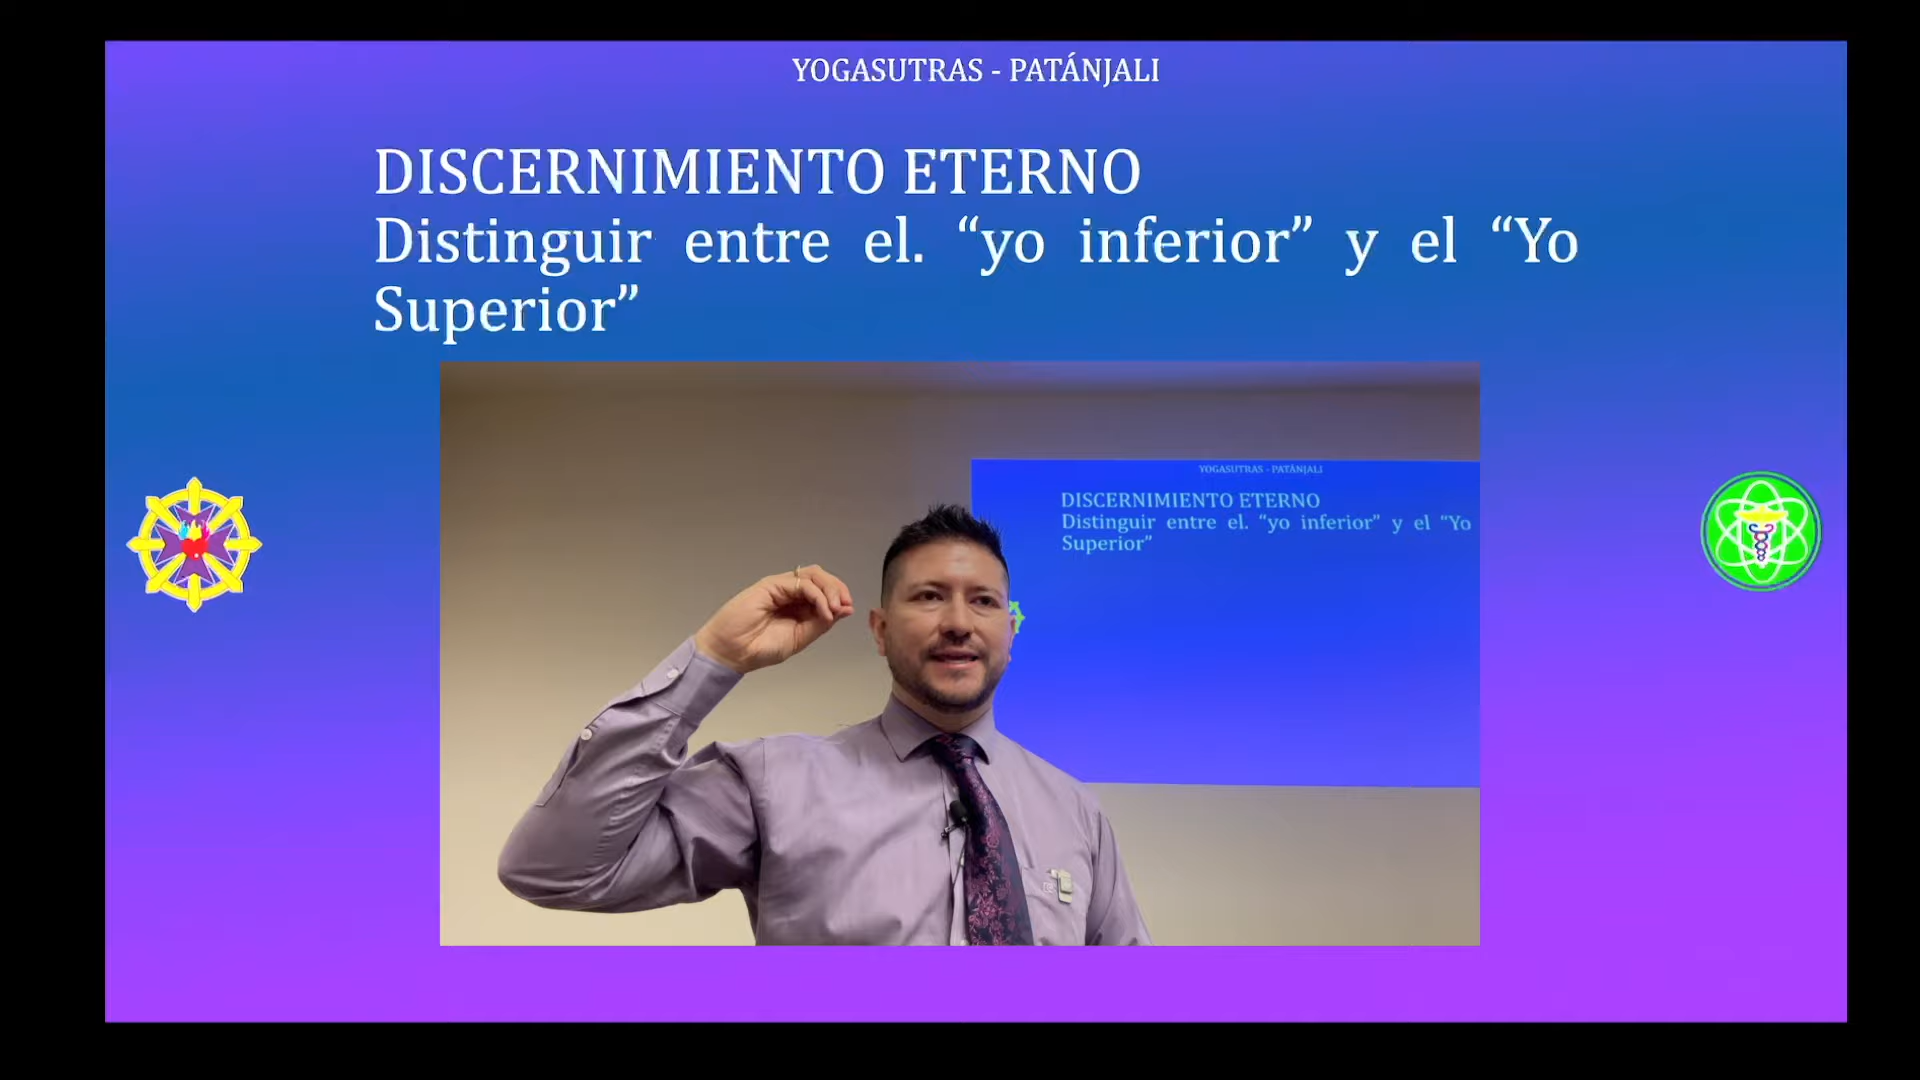 YOGASUTRAS - PATÁNJALI
DISCERNIMIENTO ETERNO
Distinguir entre el. “yo inferior” y el “Yo
Superior”
YOGASUTRAS - PATÁNJALI
DISCERNIMIENTO ETERNO
Distinguir entre el. “yo inferior” y el “Yo
Superior”